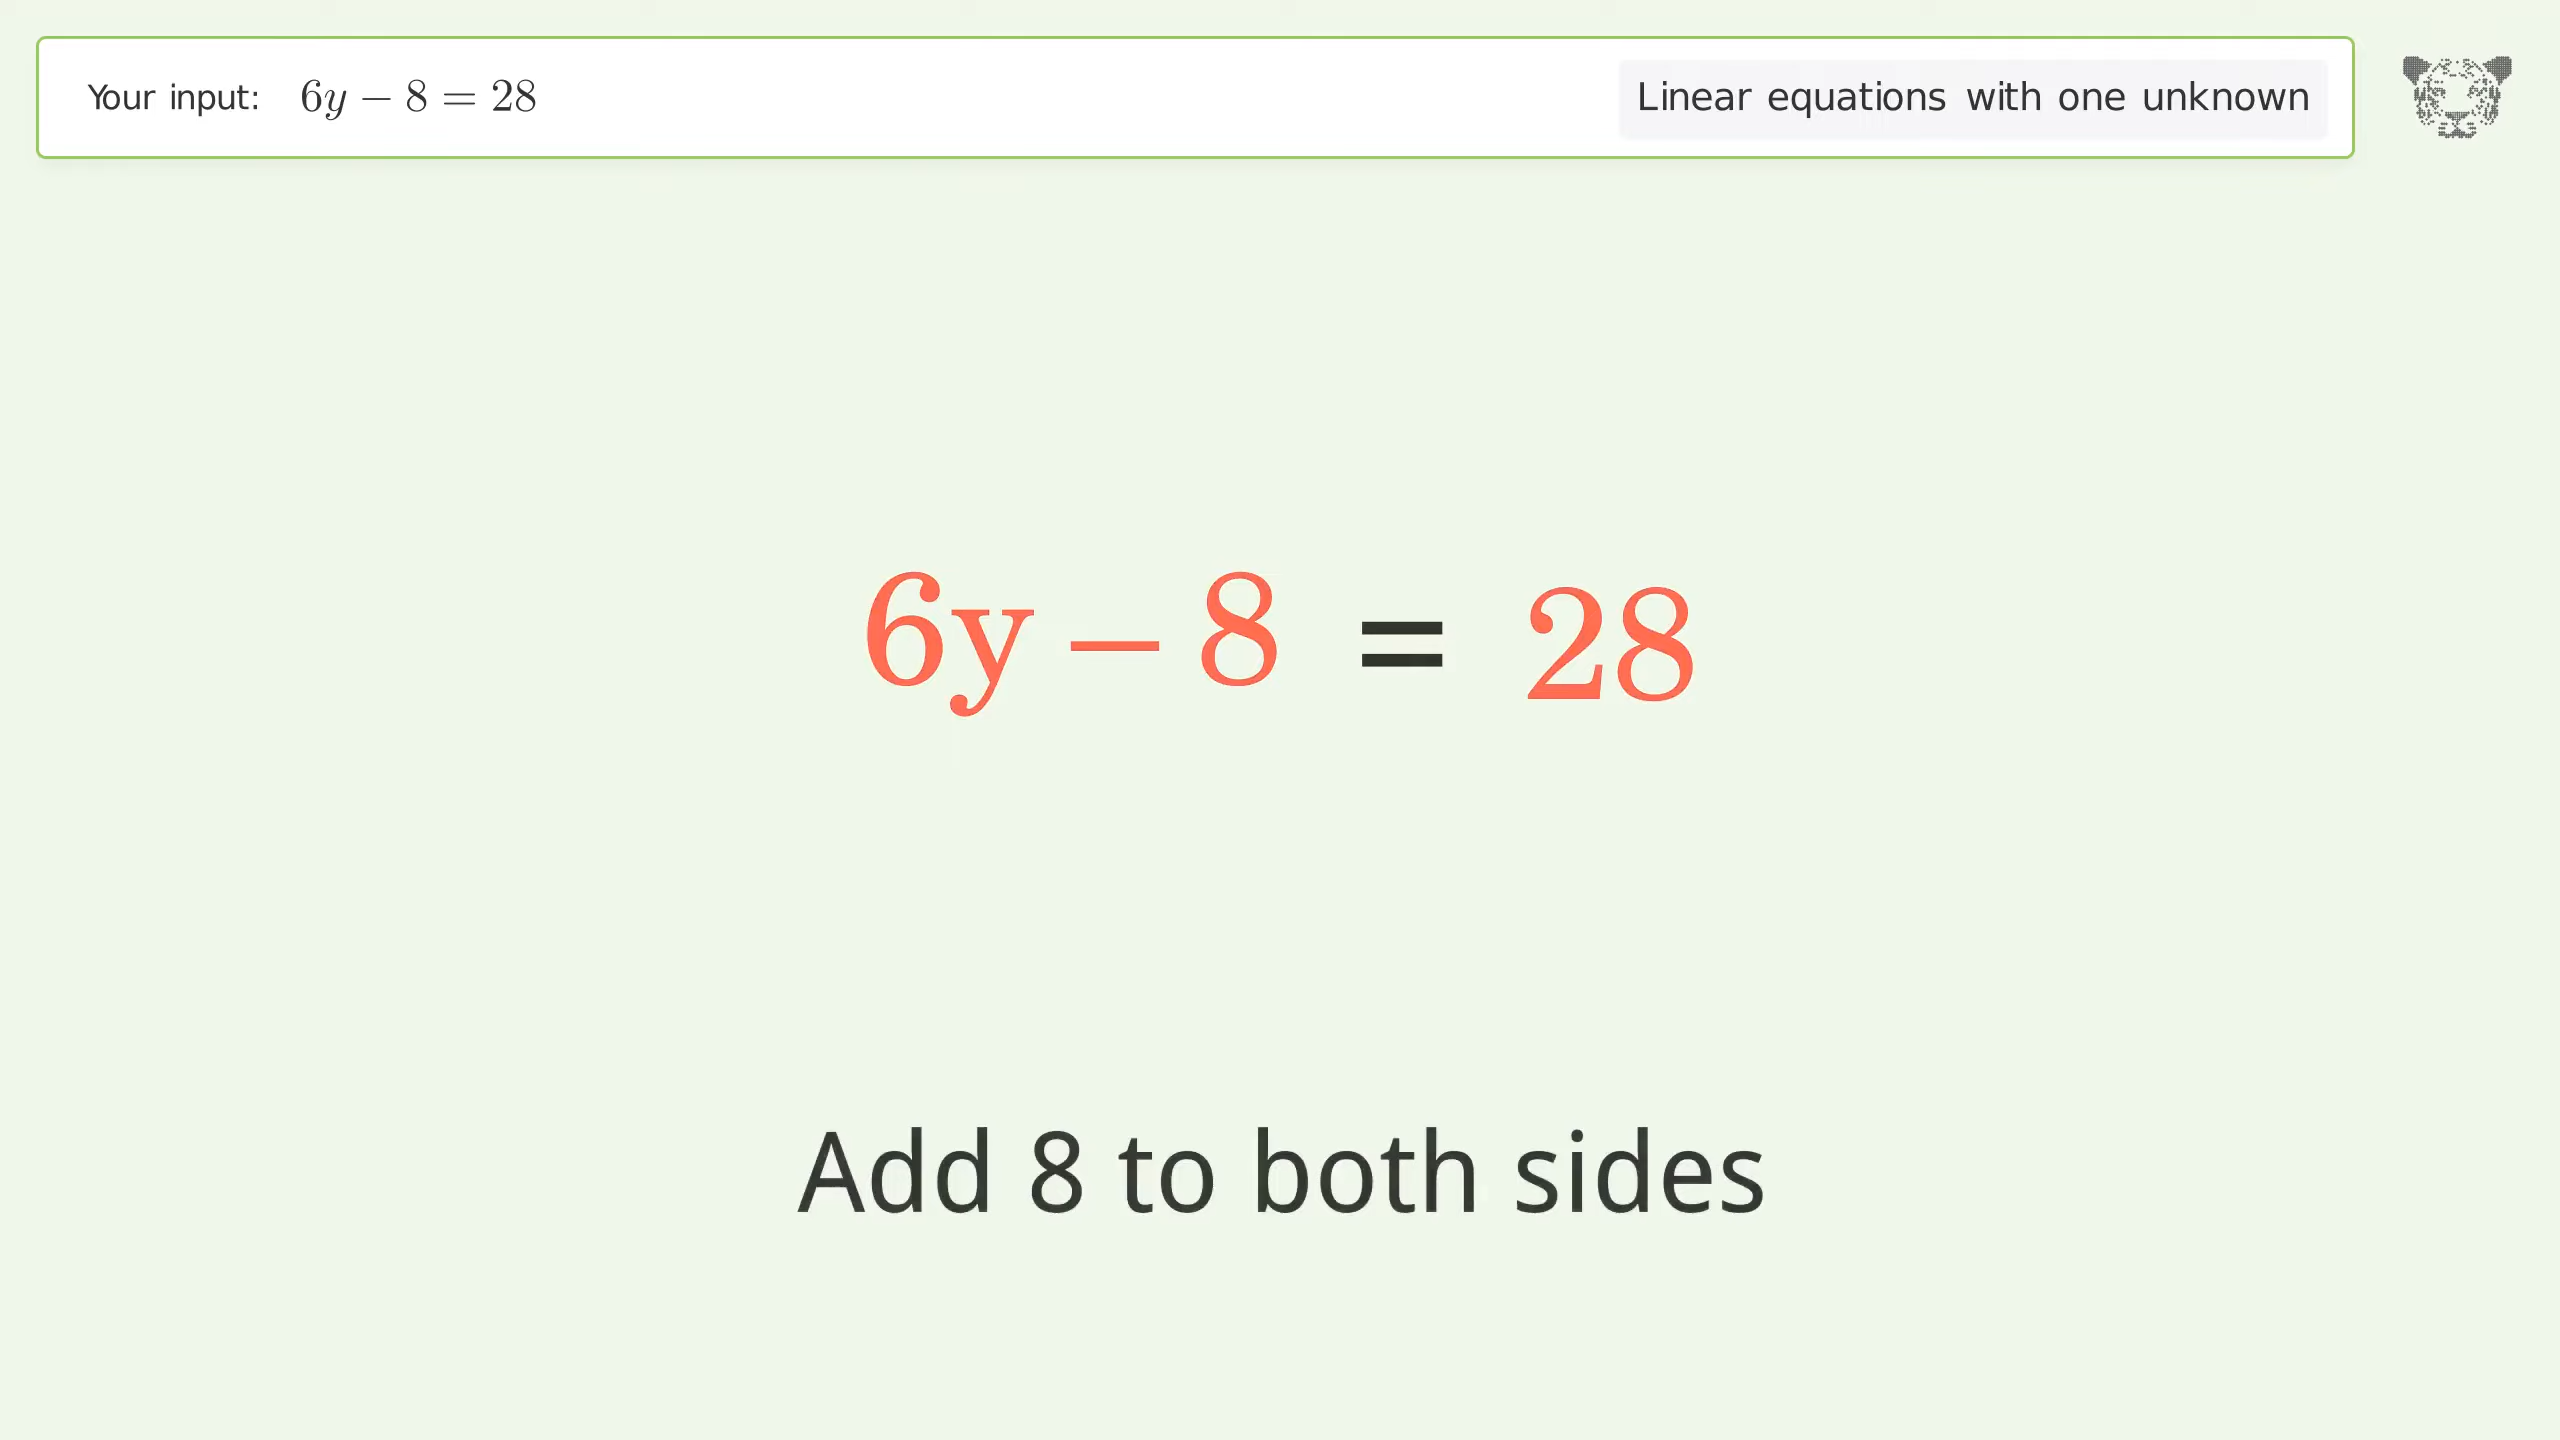 Your input: 6y − 8 = 28
Linear equations with one unknown
6y − 8 = 28
Add 8 to both sides